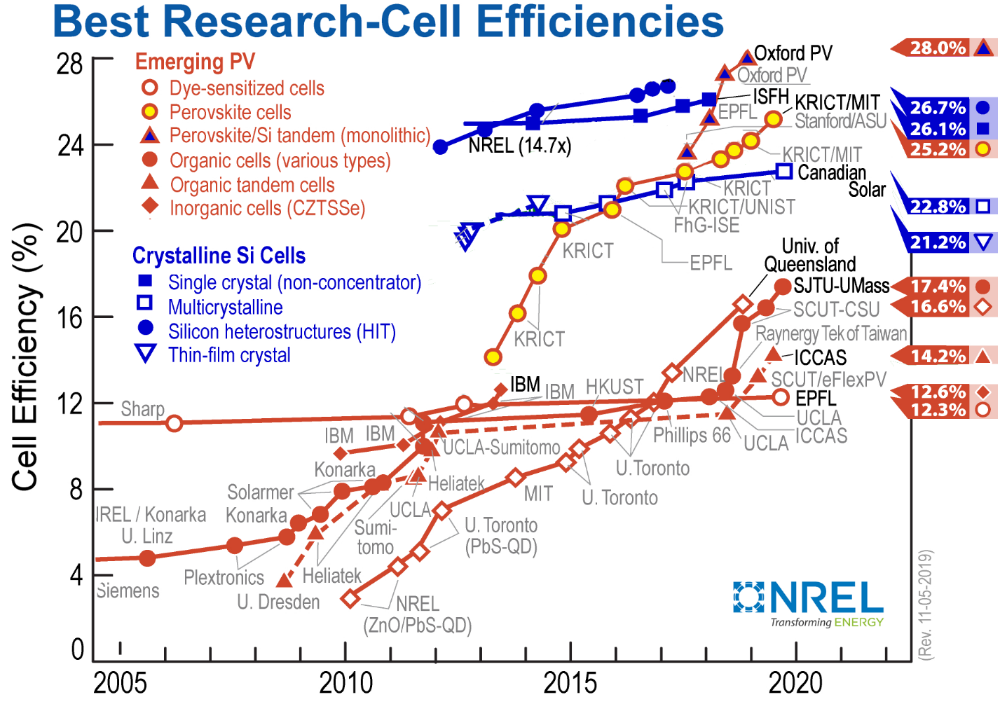 Best Research-Cell Efficiencies
Cell Efficiency (%)
28
24
20
16
12
8
4
0
2005
2010
2015
2020
Emerging PV
Dye-sensitized cells
Perovskite cells
Perovskite/Si tandem (monolithic)
Organic cells (various types)
Organic tandem cells
Inorganic cells (CZTSSe)
Crystalline Si Cells
Single crystal (non-concentrator)
Multicrystalline
Silicon heterostructures (HIT)
Thin-film crystal
Oxford PV
Oxford PV
ISFH
KRICT/MIT
EPFL
Stanford/ASU
NREL (14.7x)
KRICT/MIT
Canadian
Solar
KRICT
KRICT/UNIST
FhG-ISE
KRICT
EPFL
Univ. of
Queensland
SJTU-UMass
SCUT-CSU
KRICT
Raynergy Tek of Taiwan
ICCAS
NREL
SCUT/eFlexPV
IBM
IBM
HKUST
EPFL
Sharp
UCLA
ICCAS
IBM
IBM
UCLA-Sumitomo
Phillips 66
UCLA
U.Toronto
Konarka
Heliatek
Solarmer
MIT
U. Toronto
IREL / Konarka
Konarka
UCLA
U. Linz
Sumi-
tomo
U. Toronto
(PbS-QD)
Siemens
Plextronics
Heliatek
U. Dresden
NREL
(ZnO/PbS-QD)
28.0%
26.7%
26.1%
25.2%
22.8%
21.2%
17.4%
16.6%
14.2%
12.6%
12.3%
NREL
Transforming ENERGY
(Rev. 11-05-2019)